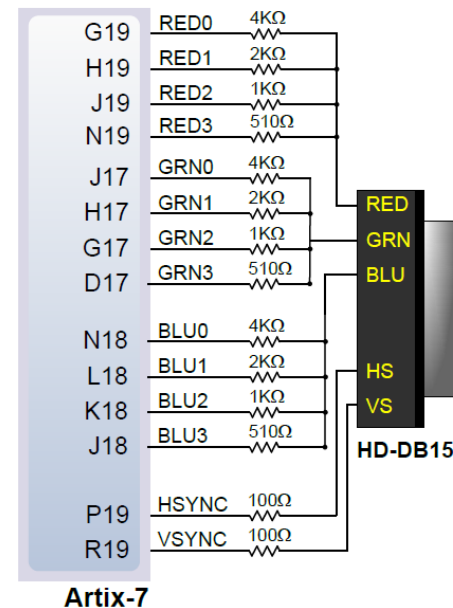 G19 RED0 4KΩ
H19 RED1 2KΩ
J19 RED2 1KΩ
N19 RED3 510Ω
J17 GRN0 4KΩ
H17 GRN1 2KΩ
G17 GRN2 1KΩ
D17 GRN3 510Ω
N18 BLU0 4KΩ
L18 BLU1 2KΩ
K18 BLU2 1KΩ
J18 BLU3 510Ω
P19 HSYNC 100Ω
R19 VSYNC 100Ω
Artix-7
RED
GRN
BLU
HS
VS
HD-DB15